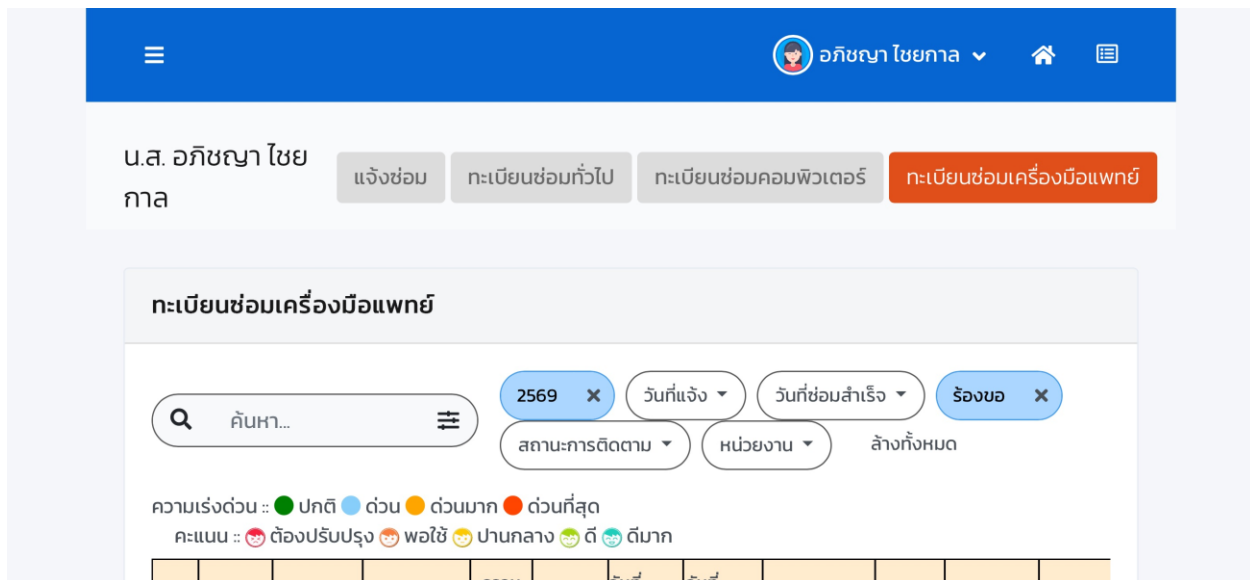 อภิชญา ไชยกาล
น.ส. อภิชญา ไชย
กาล
แจ้งซ่อม ทะเบียนซ่อมทั่วไป ทะเบียนซ่อมคอมพิวเตอร์ ทะเบียนซ่อมเครื่องมือแพทย์
ทะเบียนซ่อมเครื่องมือแพทย์
ค้นหา...
2569 วันที่แจ้ง วันที่ซ่อมสำเร็จ ร้องขอ
สถานะการติดตาม หน่วยงาน ล้างทั้งหมด
ความเร่งด่วน :: ปกติ ด่วน ด่วนมาก ด่วนที่สุด
คะแนน :: ต้องปรับปรุง พอใช้ ปานกลาง ดี ดีมาก
วันที่ วันที่